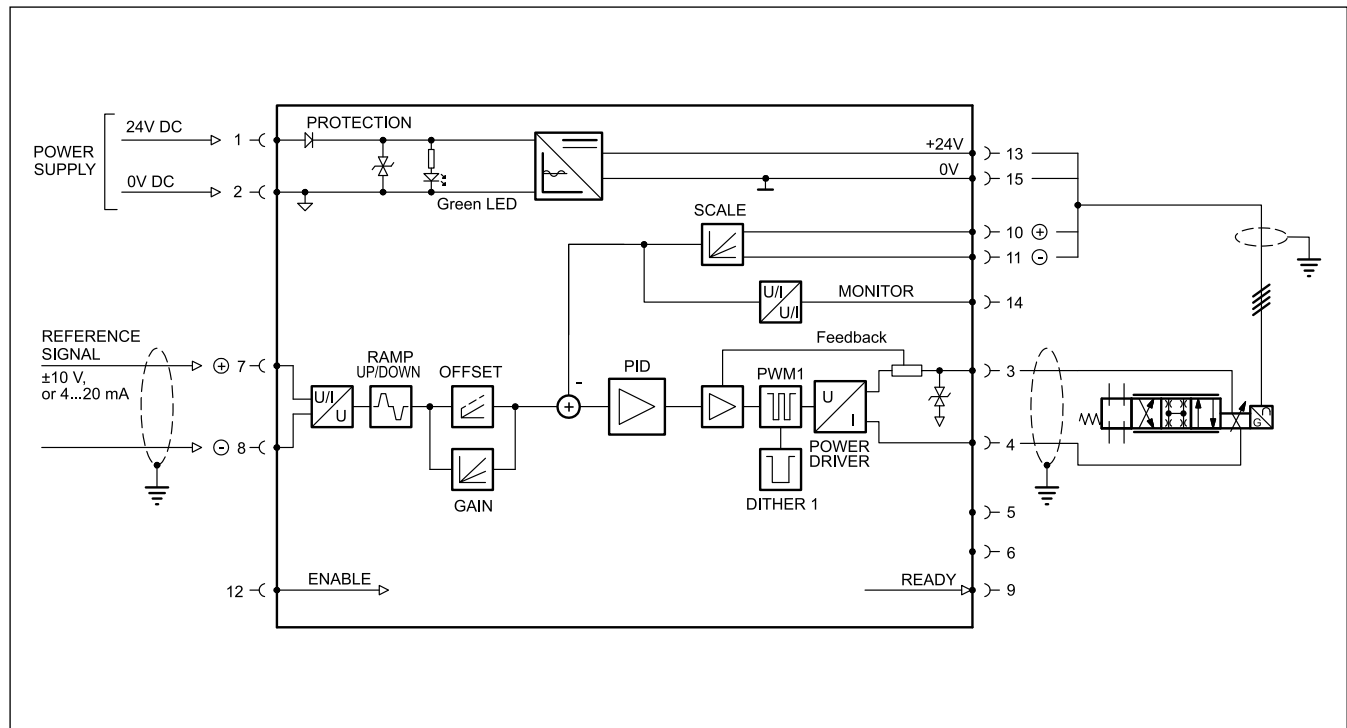 24V DC
POWER
SUPPLY
0V DC
1
2
PROTECTION
Green LED
+24V
0V
13
15
SCALE
10 +
11 -
U/I
U/I
MONITOR
14
REFERENCE
SIGNAL
±10 V,
or 4...20 mA
+ 7
- 8
U/I
U
RAMP
UP/DOWN
OFFSET
GAIN
-
+
PID
Feedback
PWM1
U
I
POWER
DRIVER
DITHER 1
3
4
G
5
6
12
ENABLE
READY
9